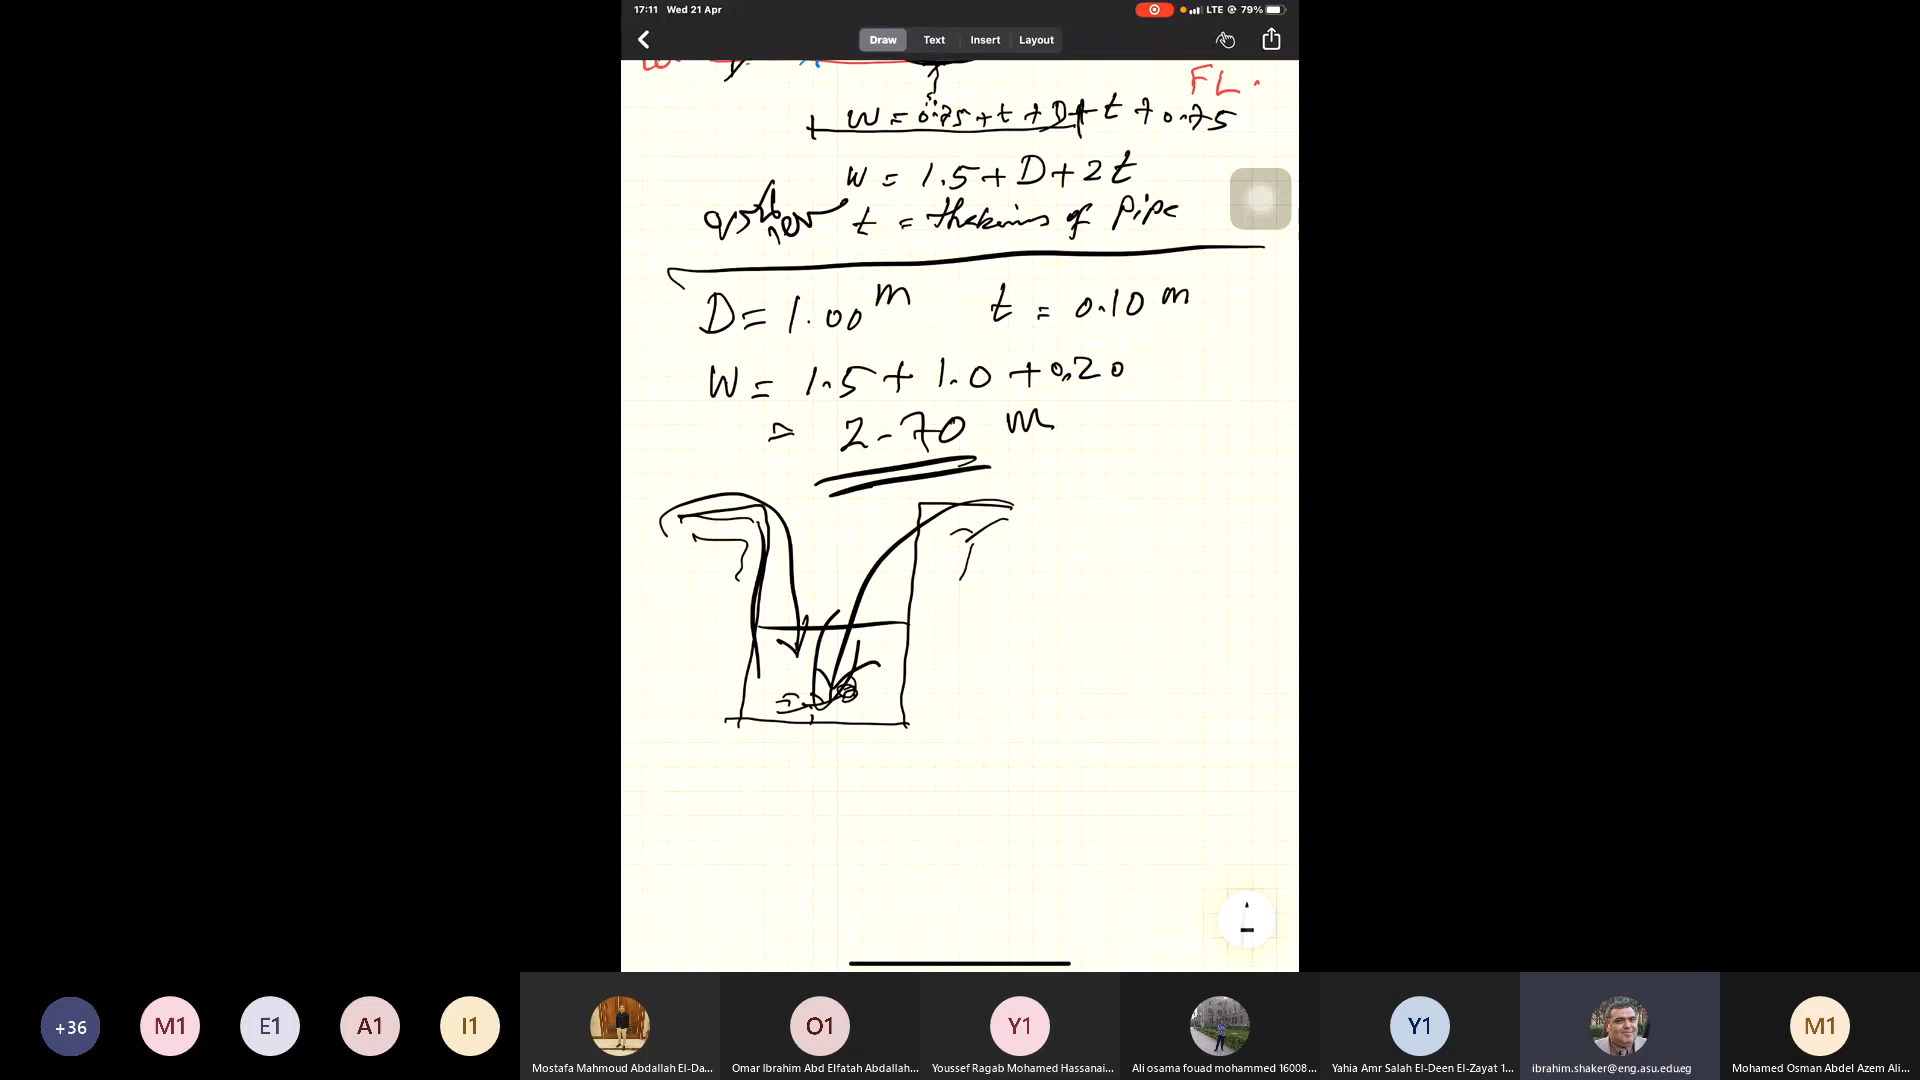 17:11 Wed 21 Apr
LTE 79%
Draw Text Insert Layout
FL.
W = 0.75 + t + D + t + 0.75
W = 1.5 + D + 2t
t = of Pipe
D = 1.00 m t = 0.10 m
W = 1.5 + 1.0 + 0.20
= 2.70 m
+36
M1
E1
A1
I1
Mostafa Mahmoud Abdallah El-Da...
O1
Omar Ibrahim Abd Elfatah Abdallah...
Y1
Youssef Ragab Mohamed Hassanai...
Ali osama fouad mohammed 16008...
Y1
Yahia Amr Salah El-Deen El-Zayat 1...
ibrahim.shaker@eng.asu.edu.eg
M1
Mohamed Osman Abdel Azem Ali...